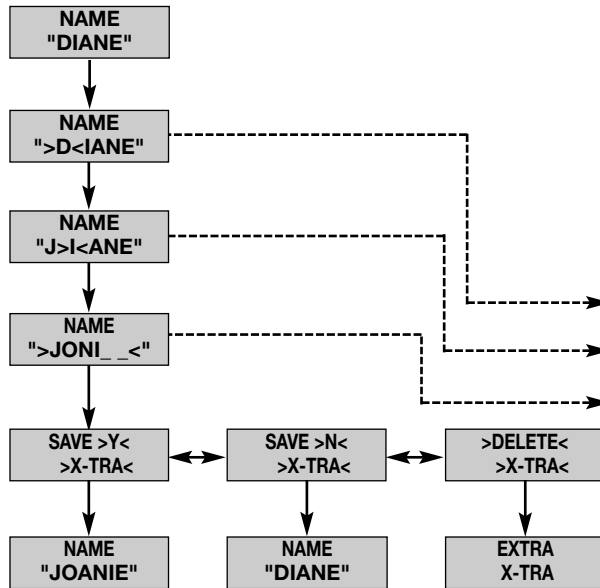 NAME
"DIANE"
NAME
">D<IANE"
NAME
"J>I<ANE"
NAME
">JONI_ _<"
SAVE >Y<
>X-TRA<
SAVE >N<
>X-TRA<
>DELETE<
>X-TRA<
NAME
"JOANIE"
NAME
"DIANE"
EXTRA
X-TRA